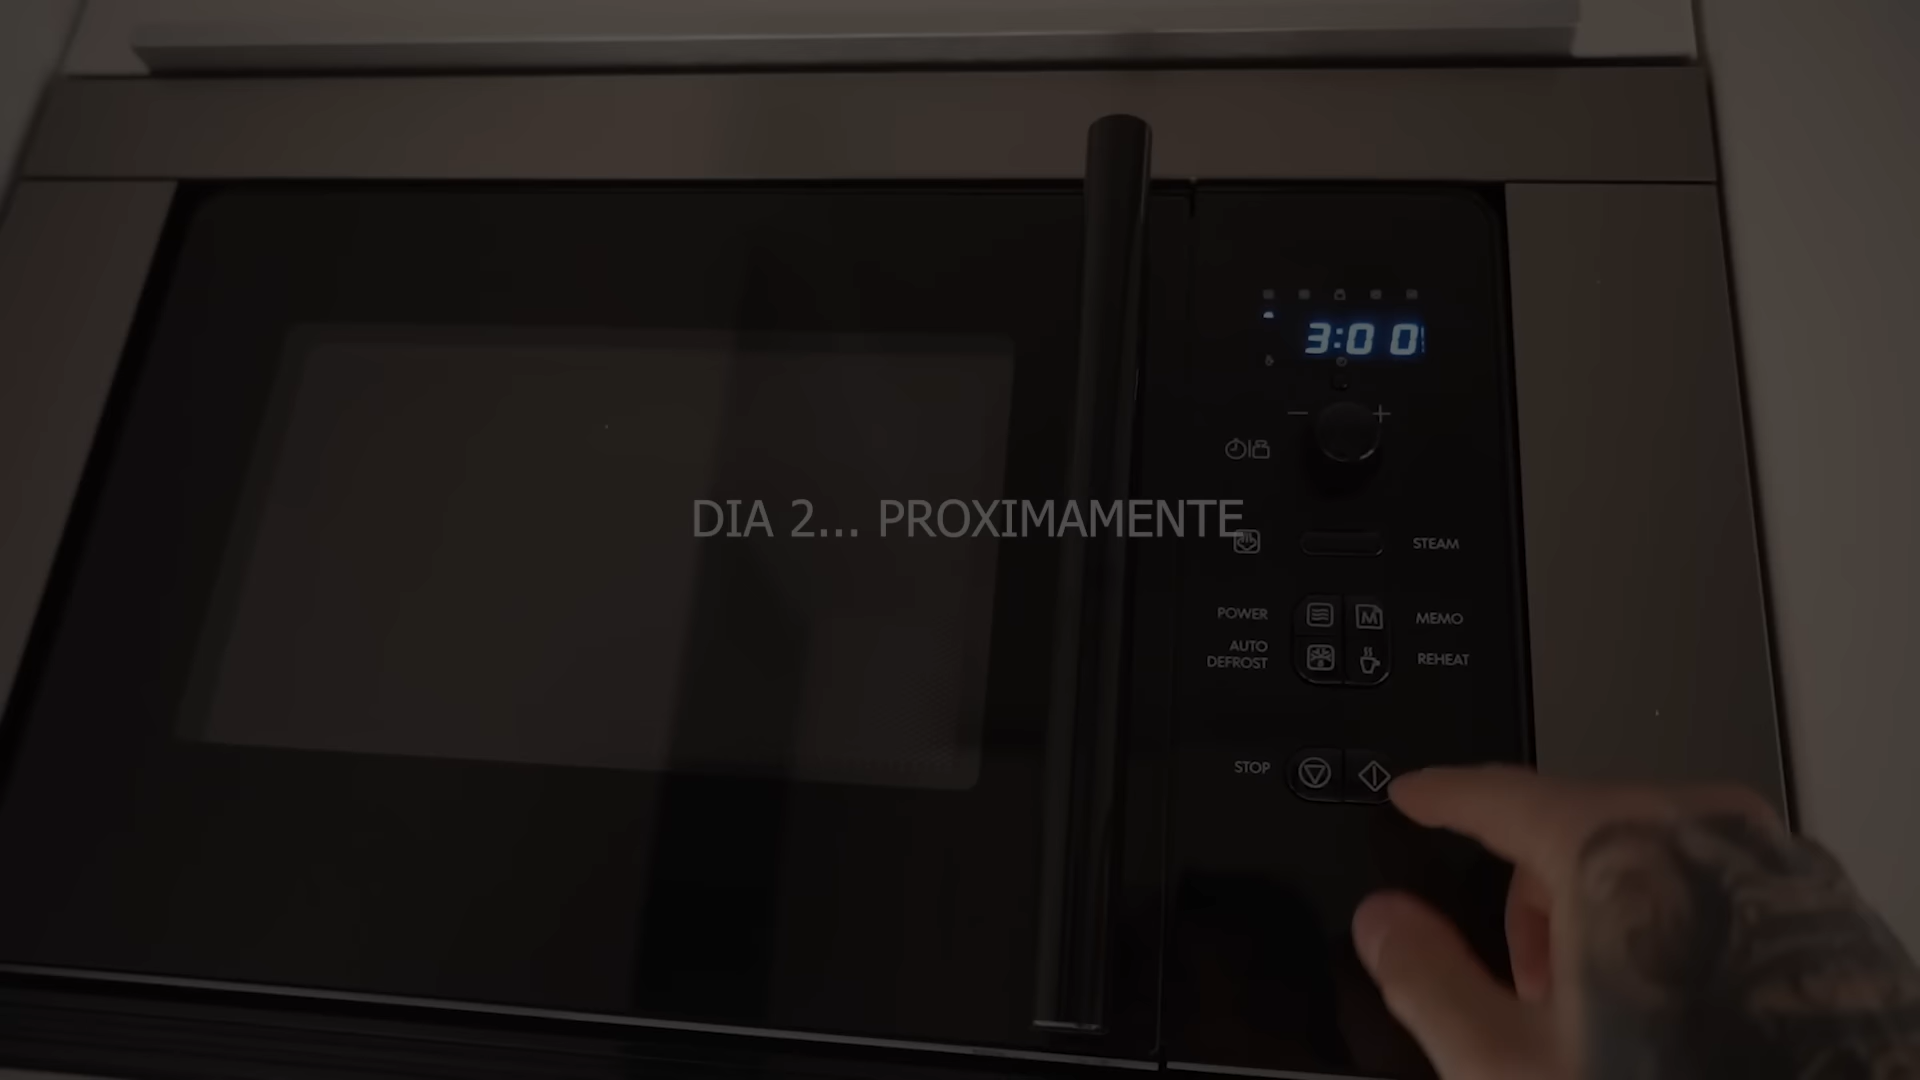 3:00
DIA 2... PROXIMAMENTE
STEAM
POWER
MEMO
AUTO
DEFROST
REHEAT
STOP